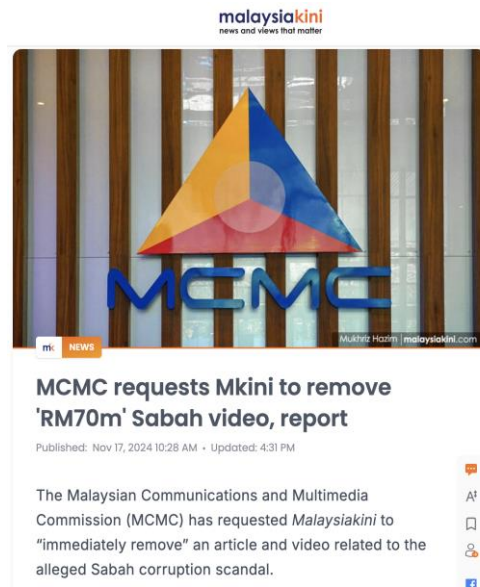 malaysiakini
news and views that matter
MCMC
Mukhriz Hazim | malaysiakini.com
mk NEWS
MCMC requests Mkini to remove
'RM70m' Sabah video, report
Published: Nov 17, 2024 10:28 AM • Updated: 4:31 PM
The Malaysian Communications and Multimedia
Commission (MCMC) has requested Malaysiakini to
“immediately remove” an article and video related to the
alleged Sabah corruption scandal.